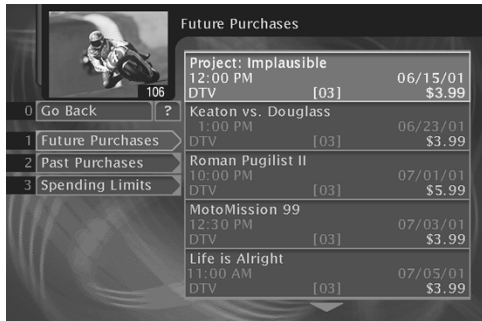 Future Purchases
106
0 Go Back ?
1 Future Purchases
2 Past Purchases
3 Spending Limits
Project: Implausible
12:00 PM 06/15/01
DTV [03] $3.99
Keaton vs. Douglass
1:00 PM 06/23/01
DTV [03] $3.99
Roman Pugilist II
10:00 PM 07/01/01
DTV [03] $5.99
MotoMission 99
12:30 PM 07/03/01
DTV [03] $3.99
Life is Alright
11:00 AM 07/05/01
DTV [03] $3.99